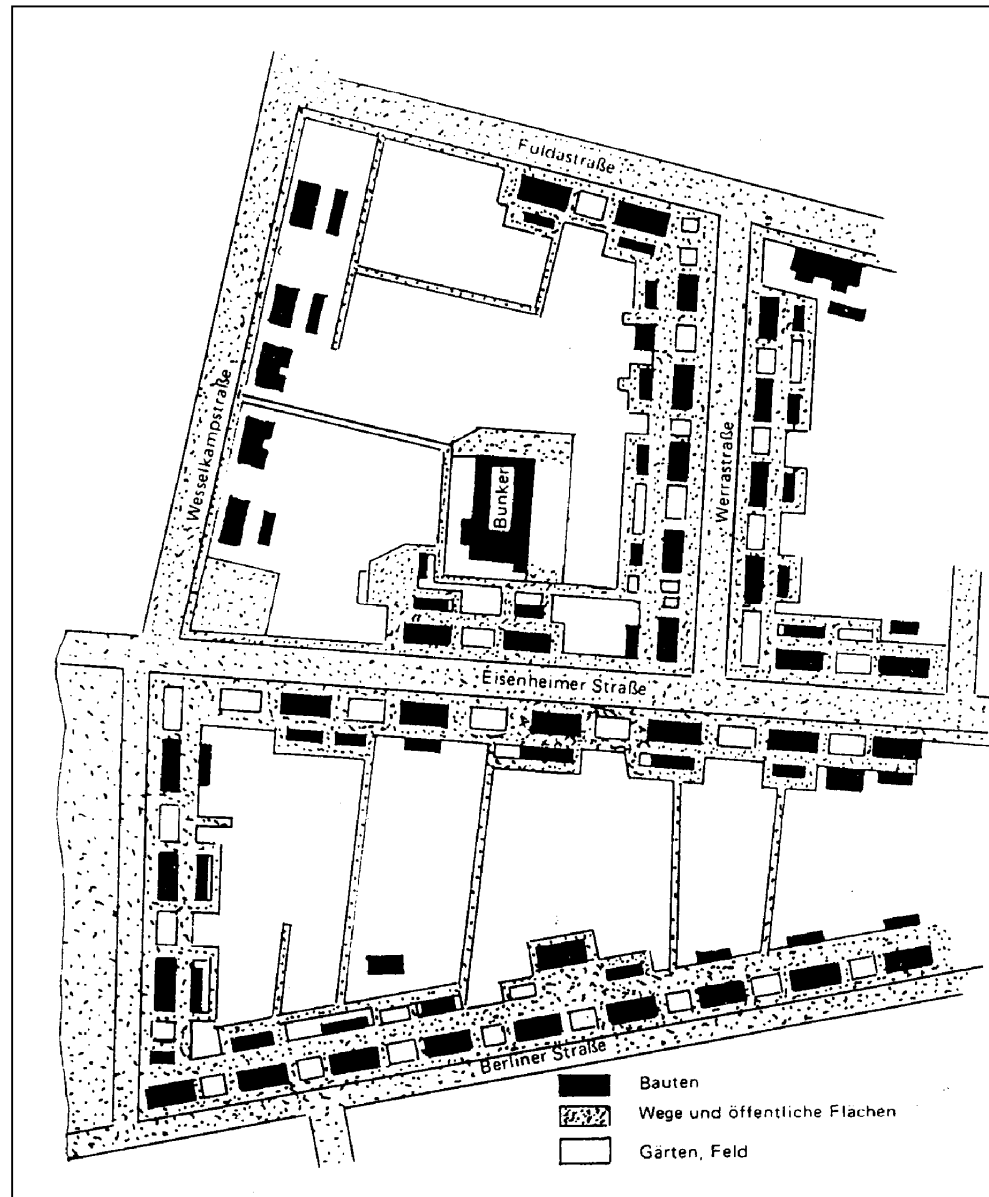 Fuldastraße
Wesselkampstraße
Werrastraße
Bunker
Eisenheimer Straße
Berliner Straße
Bauten
Wege und öffentliche Flächen
Gärten, Feld